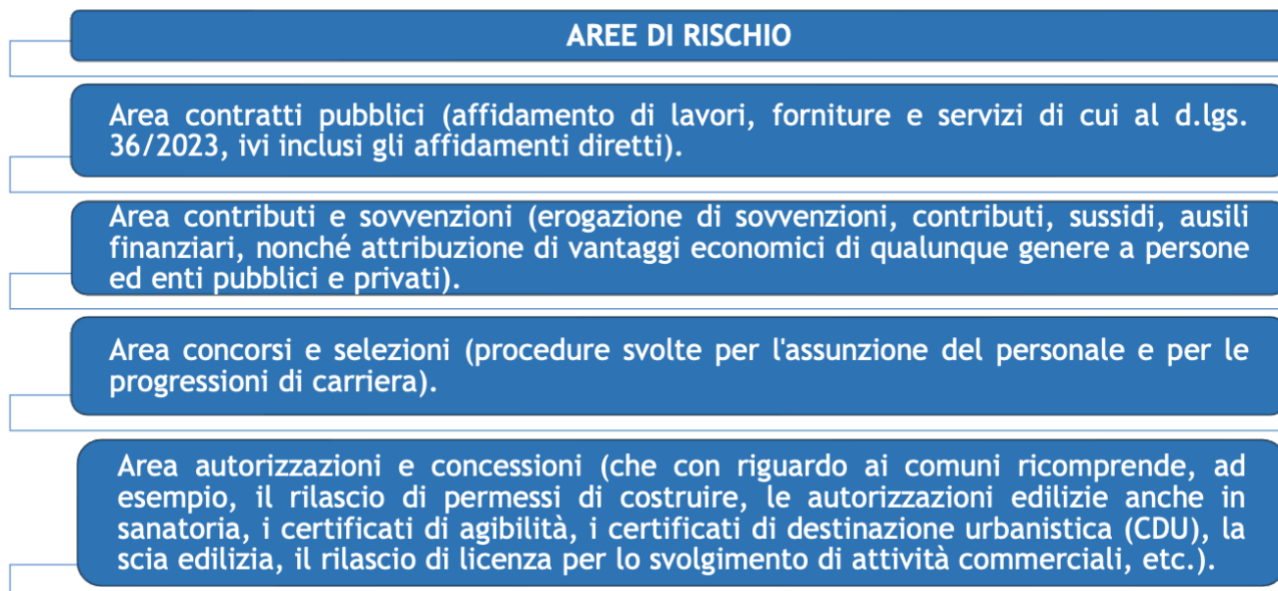 AREE DI RISCHIO
Area contratti pubblici (affidamento di lavori, forniture e servizi di cui al d.lgs.
36/2023, ivi inclusi gli affidamenti diretti).
Area contributi e sovvenzioni (erogazione di sovvenzioni, contributi, sussidi, ausili
finanziari, nonché attribuzione di vantaggi economici di qualunque genere a persone
ed enti pubblici e privati).
Area concorsi e selezioni (procedure svolte per l'assunzione del personale e per le
progressioni di carriera).
Area autorizzazioni e concessioni (che con riguardo ai comuni ricomprende, ad
esempio, il rilascio di permessi di costruire, le autorizzazioni edilizie anche in
sanatoria, i certificati di agibilità, i certificati di destinazione urbanistica (CDU), la
scia edilizia, il rilascio di licenza per lo svolgimento di attività commerciali, etc.).